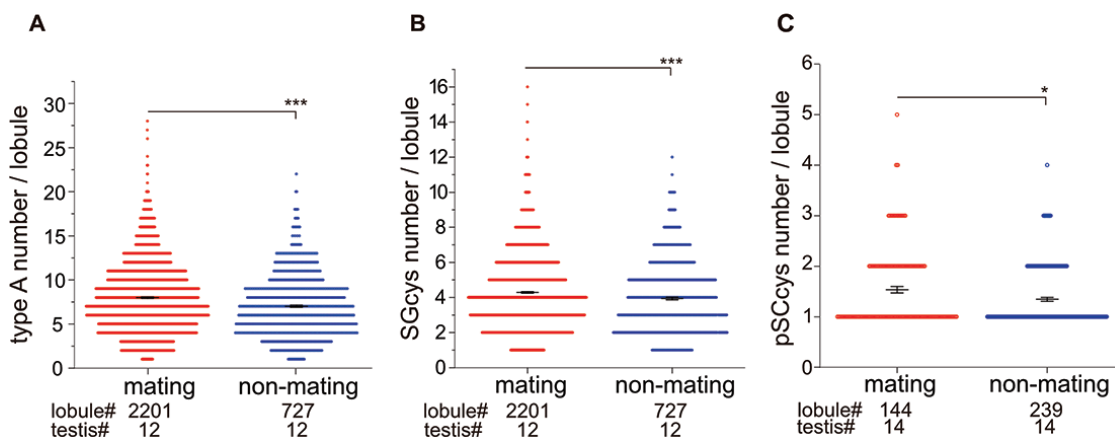 A
type A number / lobule
30
25
20
15
10
5
0
***
mating non-mating
lobule# 2201 727
testis# 12 12
B
SGcys number / lobule
16
14
12
10
8
6
4
2
0
***
mating non-mating
lobule# 2201 727
testis# 12 12
C
pSCcys number / lobule
6
5
4
3
2
1
0
*
mating non-mating
lobule# 144 239
testis# 14 14